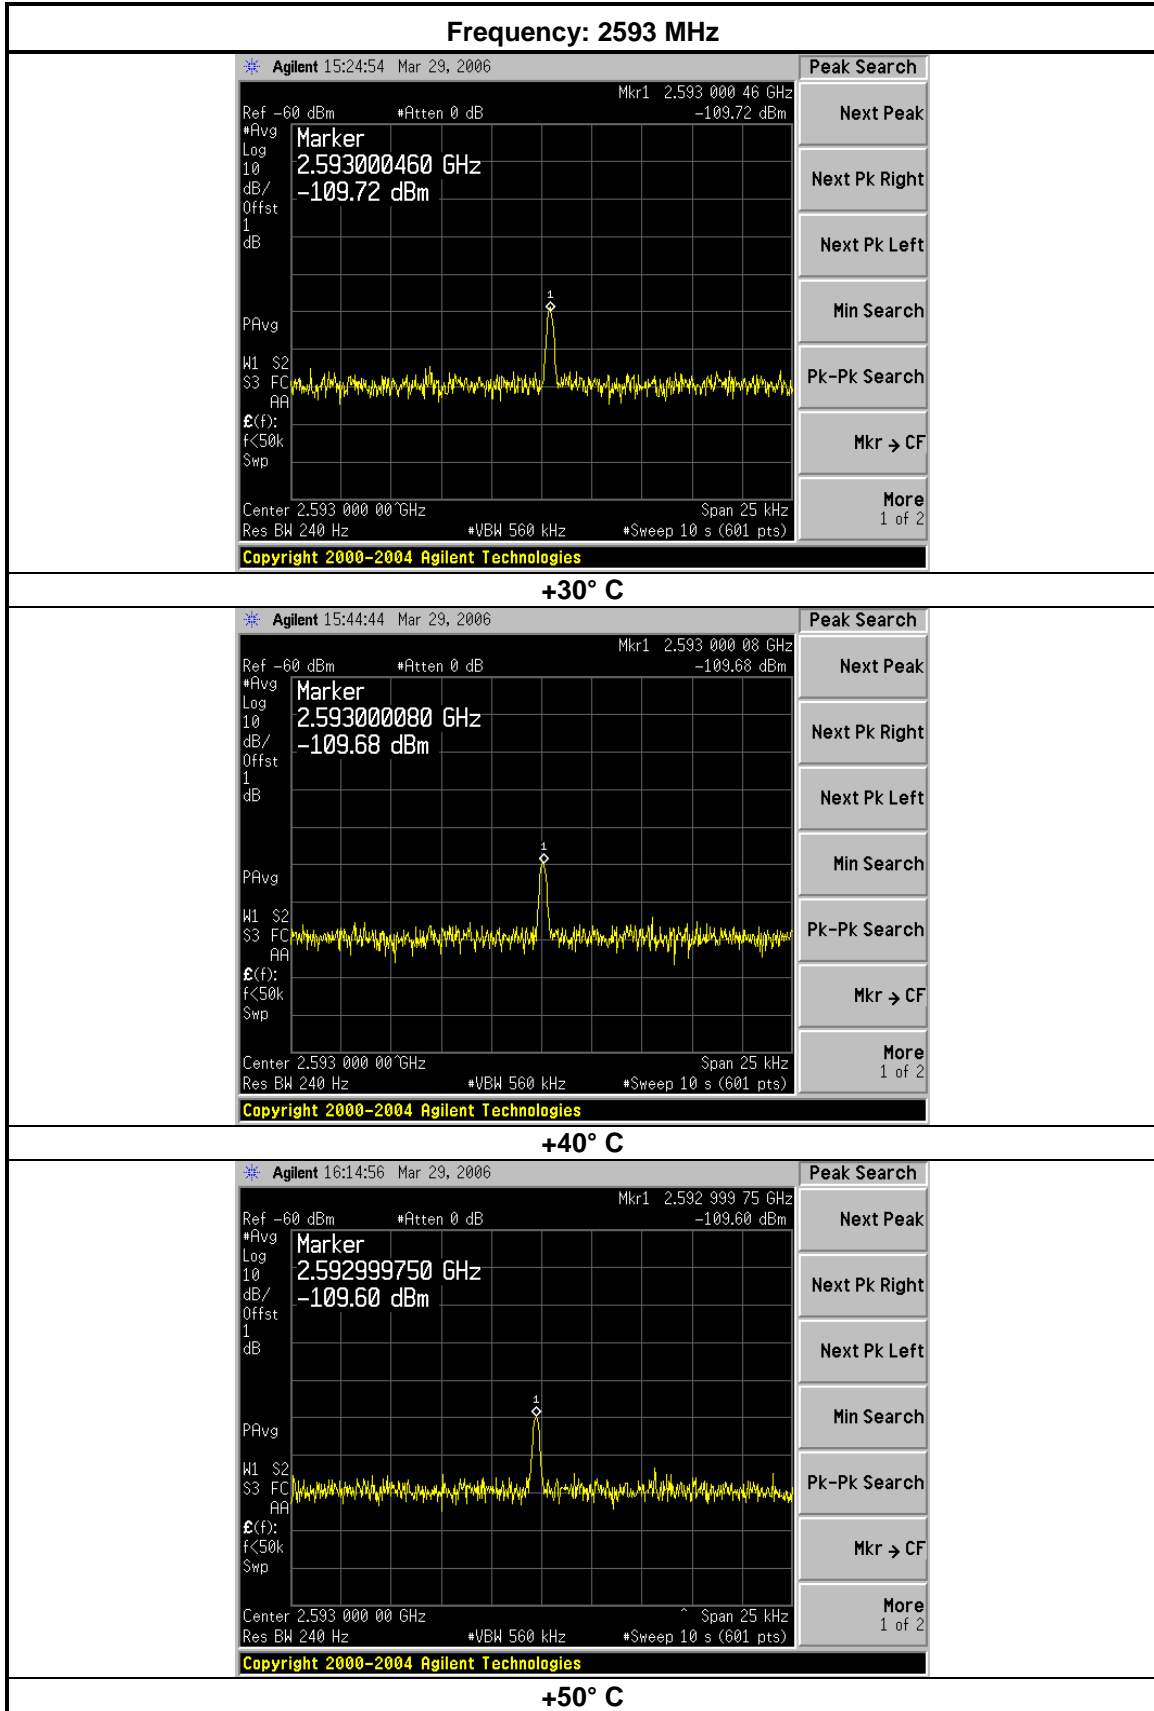 Frequency: 2593 MHz
Agilent 15:24:54 Mar 29, 2006
Peak Search
Mkr1 2.593 000 46 GHz
Ref -60 dBm #Atten 0 dB -109.72 dBm
#Avg
Log
10
dB/
Offst
1
dB
Marker
2.593000460 GHz
-109.72 dBm
1
PAvg
W1 S2
S3 FC
AA
£(f):
f<50k
Swp
Center 2.593 000 00 GHz Span 25 kHz
Res BW 240 Hz #VBW 560 kHz #Sweep 10 s (601 pts)
Copyright 2000-2004 Agilent Technologies
Next Peak
Next Pk Right
Next Pk Left
Min Search
Pk-Pk Search
Mkr → CF
More
1 of 2
+30° C
Agilent 15:44:44 Mar 29, 2006
Peak Search
Mkr1 2.593 000 08 GHz
Ref -60 dBm #Atten 0 dB -109.68 dBm
#Avg
Log
10
dB/
Offst
1
dB
Marker
2.593000080 GHz
-109.68 dBm
1
PAvg
W1 S2
S3 FC
AA
£(f):
f<50k
Swp
Center 2.593 000 00 GHz Span 25 kHz
Res BW 240 Hz #VBW 560 kHz #Sweep 10 s (601 pts)
Copyright 2000-2004 Agilent Technologies
Next Peak
Next Pk Right
Next Pk Left
Min Search
Pk-Pk Search
Mkr → CF
More
1 of 2
+40° C
Agilent 16:14:56 Mar 29, 2006
Peak Search
Mkr1 2.592 999 75 GHz
Ref -60 dBm #Atten 0 dB -109.60 dBm
#Avg
Log
10
dB/
Offst
1
dB
Marker
2.592999750 GHz
-109.60 dBm
1
PAvg
W1 S2
S3 FC
AA
£(f):
f<50k
Swp
Center 2.593 000 00 GHz Span 25 kHz
Res BW 240 Hz #VBW 560 kHz #Sweep 10 s (601 pts)
Copyright 2000-2004 Agilent Technologies
Next Peak
Next Pk Right
Next Pk Left
Min Search
Pk-Pk Search
Mkr → CF
More
1 of 2
+50° C